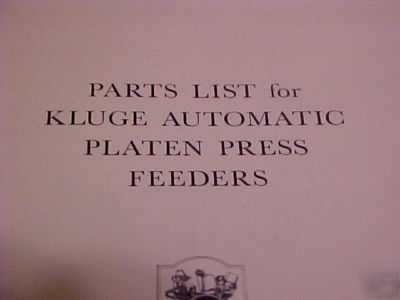 PARTS LIST for
KLUGE AUTOMATIC
PLATEN PRESS
FEEDERS